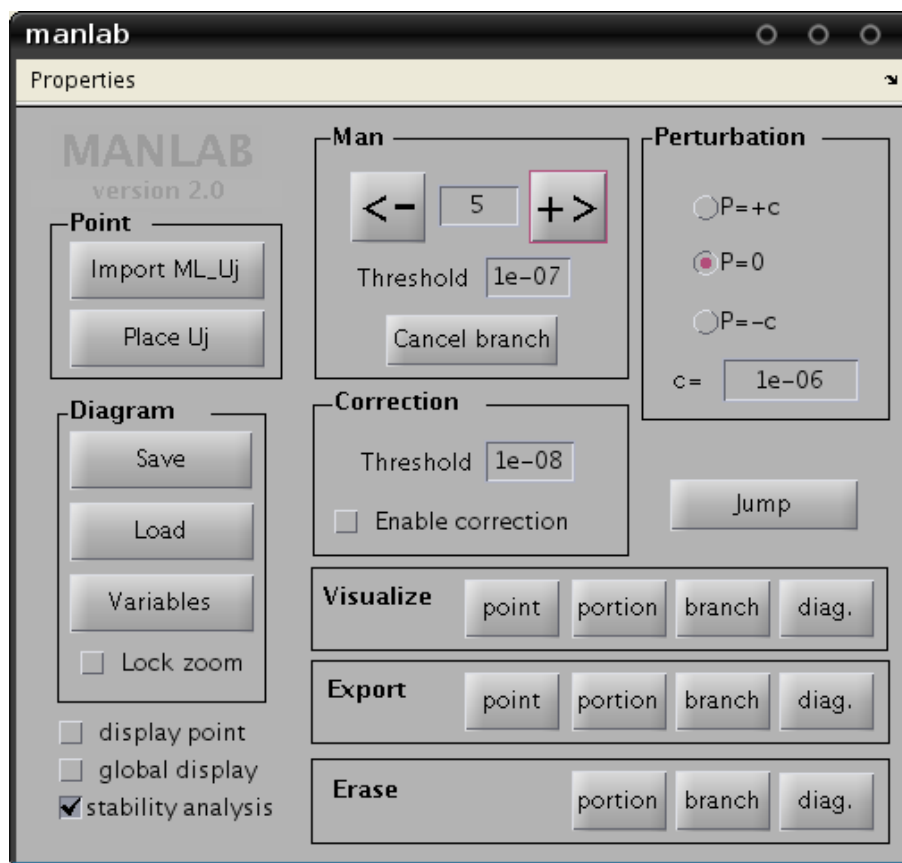 manlab
Properties
MANLAB
version 2.0
Point
Import ML_Uj
Place Uj
Diagram
Save
Load
Variables
Lock zoom
display point
global display
stability analysis
Man
<- 5 +>
Threshold 1e-07
Cancel branch
Correction
Threshold 1e-08
Enable correction
Perturbation
P=+c
P=0
P=-c
c= 1e-06
Jump
Visualize point portion branch diag.
Export point portion branch diag.
Erase portion branch diag.